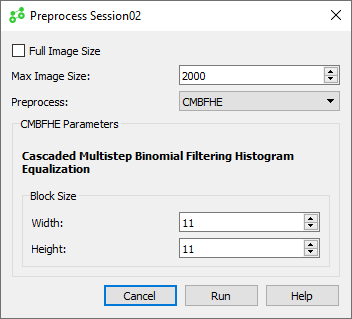 Preprocess Session02
Full Image Size
Max Image Size: 2000
Preprocess: CMBFHE
CMBFHE Parameters
Cascaded Multistep Binomial Filtering Histogram
Equalization
Block Size
Width: 11
Height: 11
Cancel Run Help